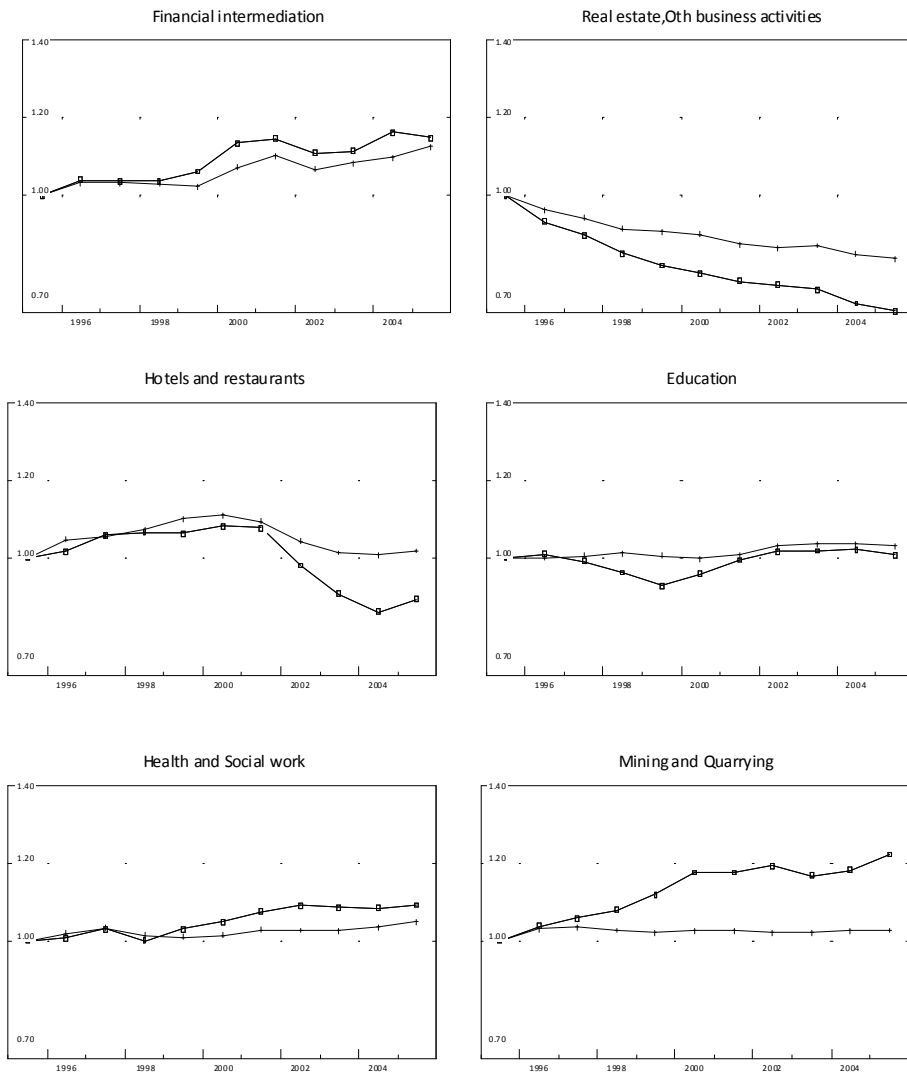 Financial intermediation
1.40
1.20
1.00
0.70
1996 1998 2000 2002 2004
Real estate,Oth business activities
1.40
1.20
1.00
0.70
1996 1998 2000 2002 2004
Hotels and restaurants
1.40
1.20
1.00
0.70
1996 1998 2000 2002 2004
Education
1.40
1.20
1.00
0.70
1996 1998 2000 2002 2004
Health and Social work
1.40
1.20
1.00
0.70
1996 1998 2000 2002 2004
Mining and Quarrying
1.40
1.20
1.00
0.70
1996 1998 2000 2002 2004